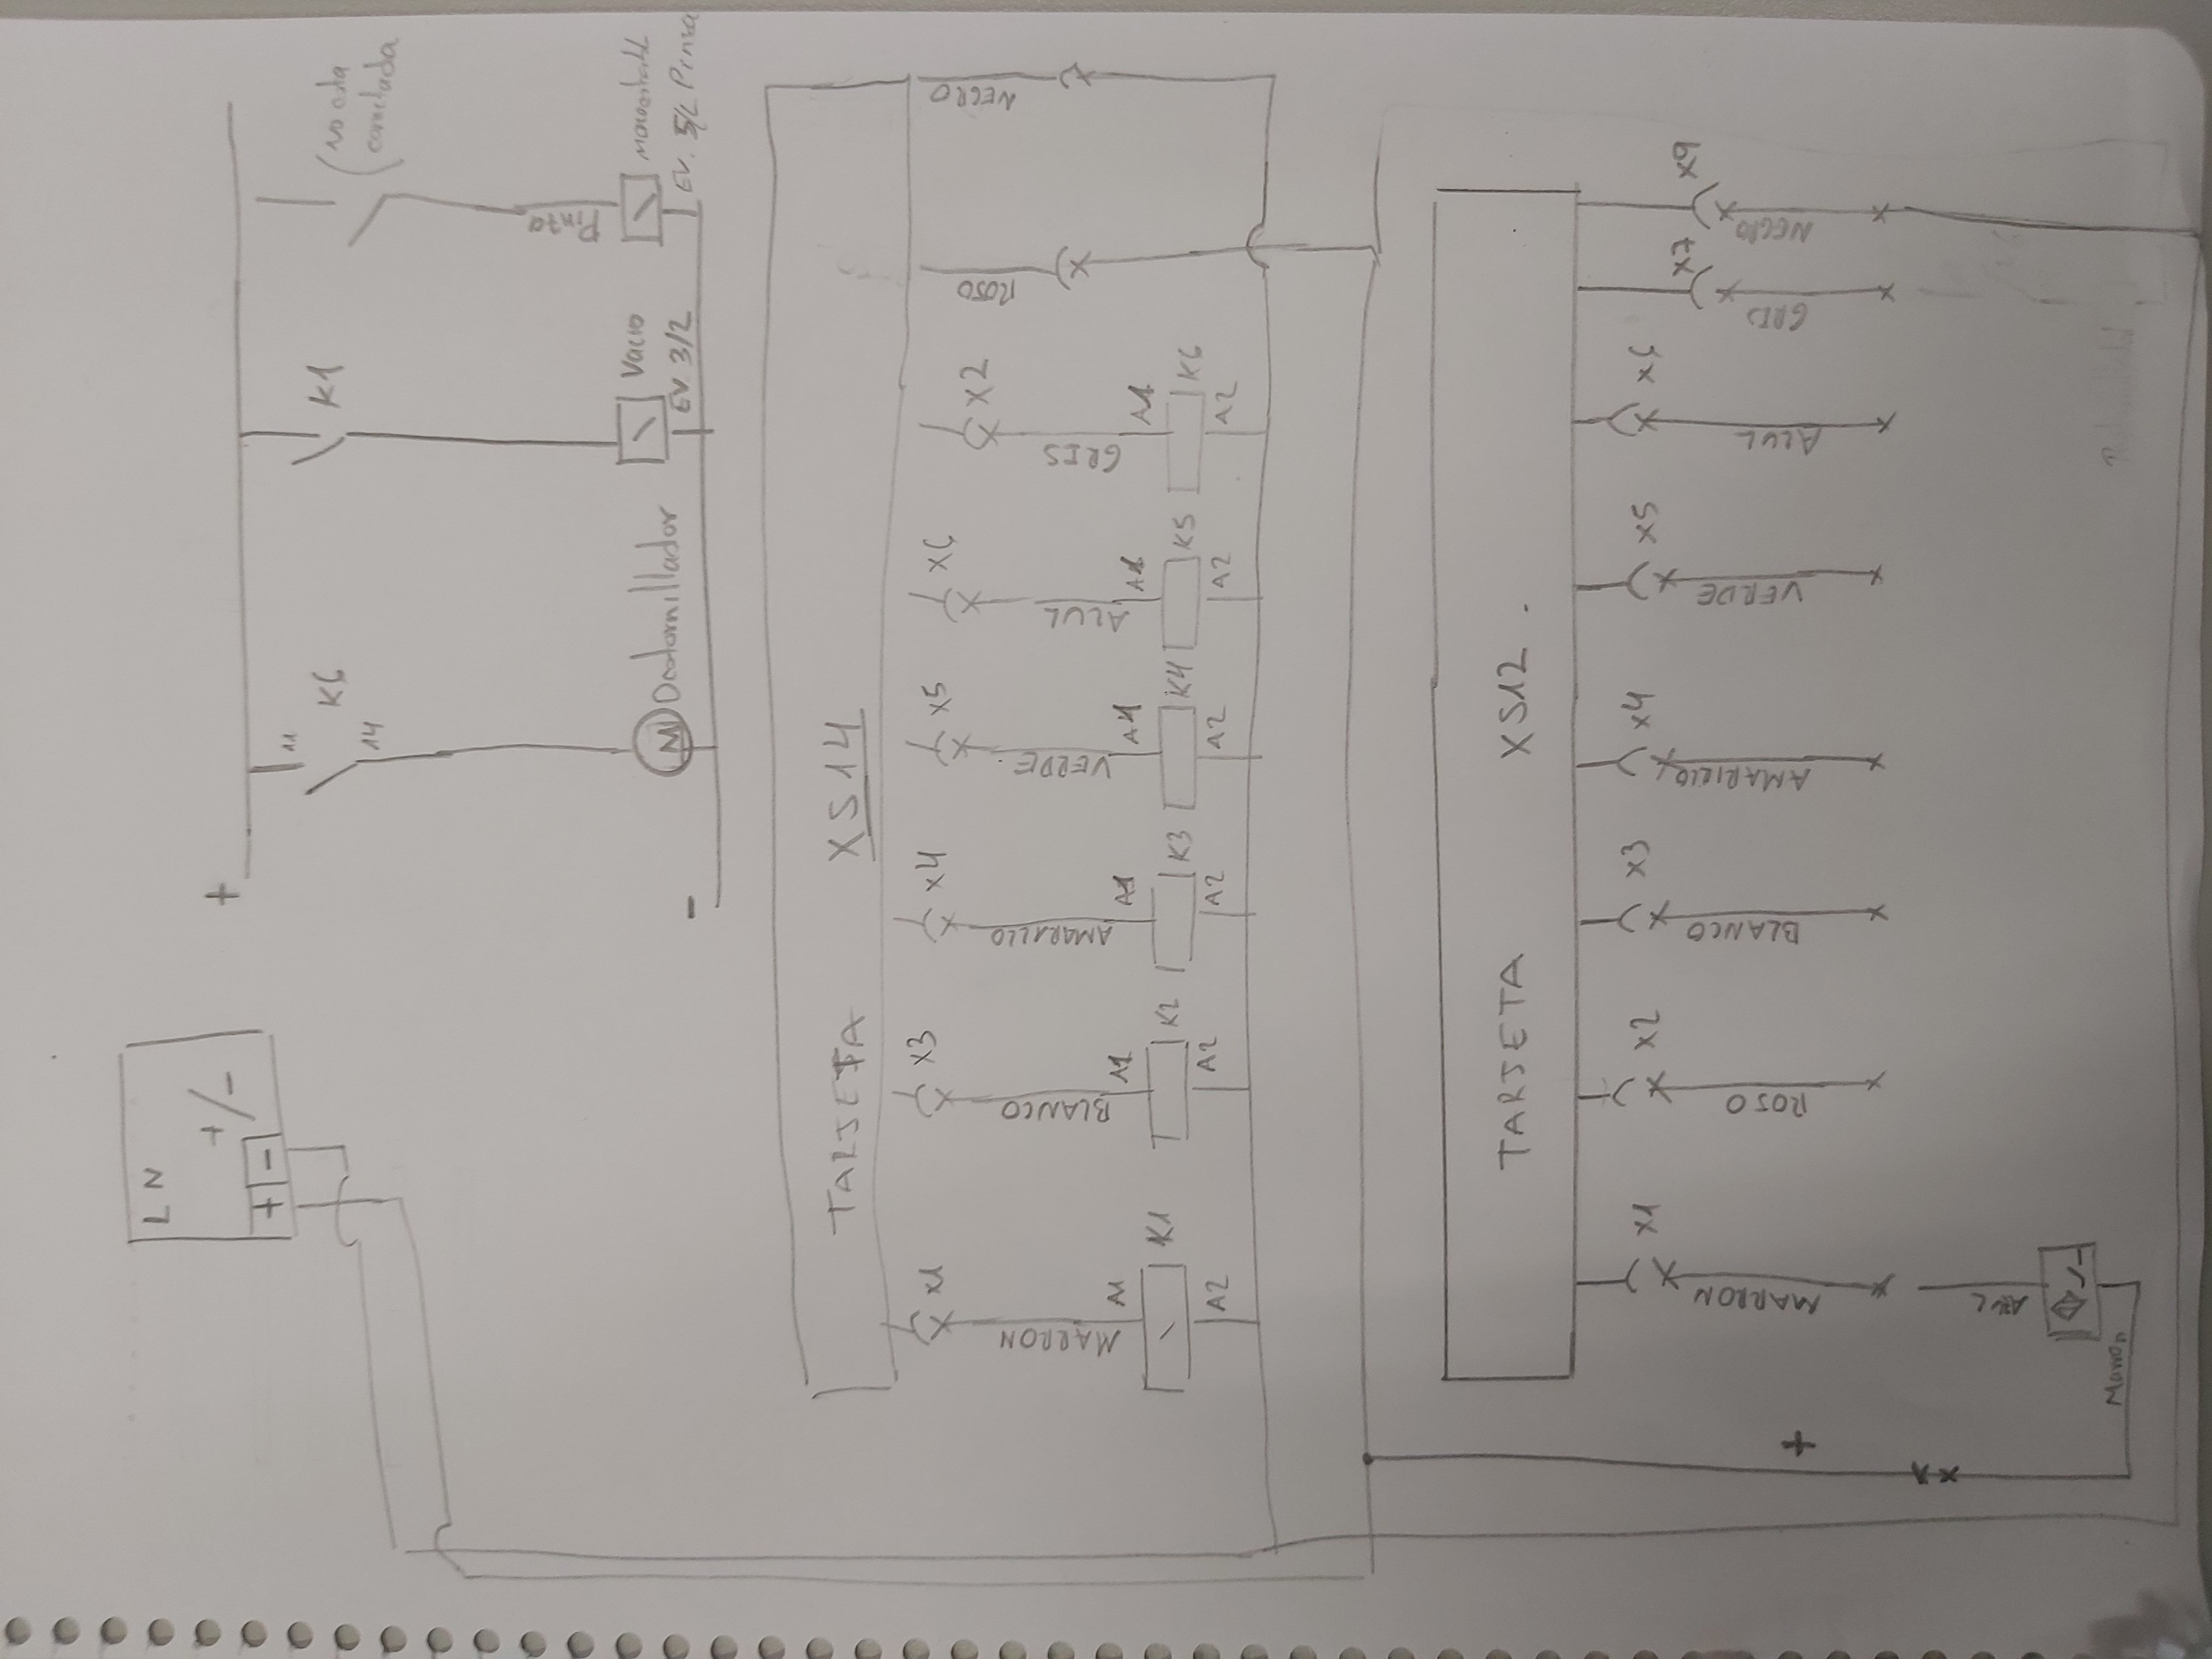 L N
+/-
+ -
+
11
K6
14
K1
(No esta
conectada
Pinza
M
Destornillador
Vacio
EV 3/2
monoestable
EV. 5/2 Pinza
-
TARJETA XS14
X1 X3 X4 X5 X6 X2
MARRON BLANCO AMARILLO VERDE. AZUL GRIS ROJO NEGRO
A1 A1 A1 A1 A1 A1
K1 K2 K3 K4 K5 K6
A2 A2 A2 A2 A2 A2
TARJETA XS12.
X1 X2 X3 X4 X5 X6 X7 X9
+
MARRON ROJO BLANCO AMARILLO VERDE AZUL GRIS NEGRO
AZUL
Marron